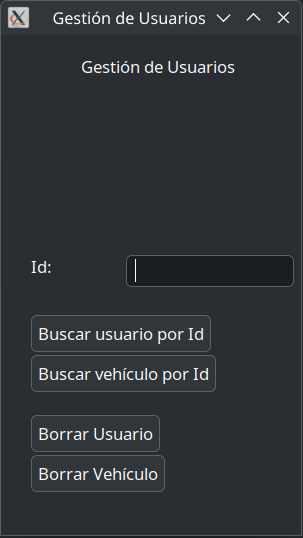 Gestión de Usuarios
Gestión de Usuarios
Id:
Buscar usuario por Id
Buscar vehículo por Id
Borrar Usuario
Borrar Vehículo